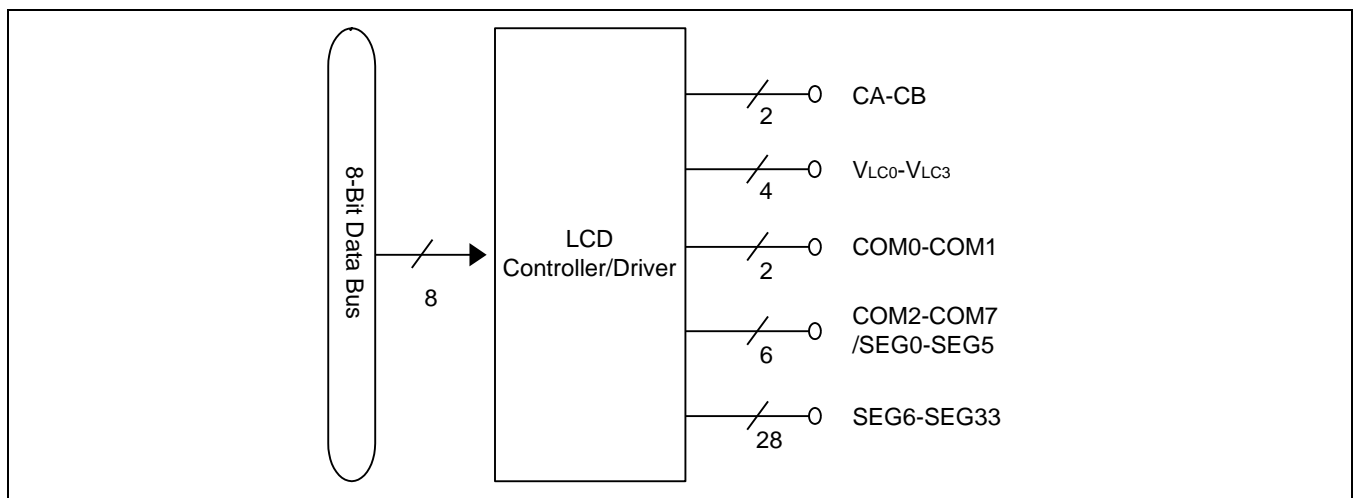 8-Bit Data Bus
8
LCD
Controller/Driver
2
CA-CB
4
VLC0-VLC3
2
COM0-COM1
6
COM2-COM7
/SEG0-SEG5
28
SEG6-SEG33